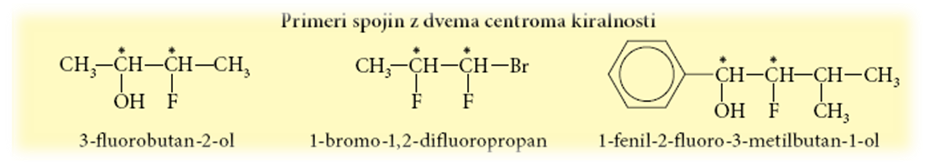 Primeri spojin z dvema centroma kiralnosti
* * * * * *
CH₃—CH—CH—CH₃ CH₃—CH—CH—Br CH—CH—CH—CH₃
OH F F F OH F CH₃
3-fluorobutan-2-ol 1-bromo-1,2-difluoropropan 1-fenil-2-fluoro-3-metilbutan-1-ol